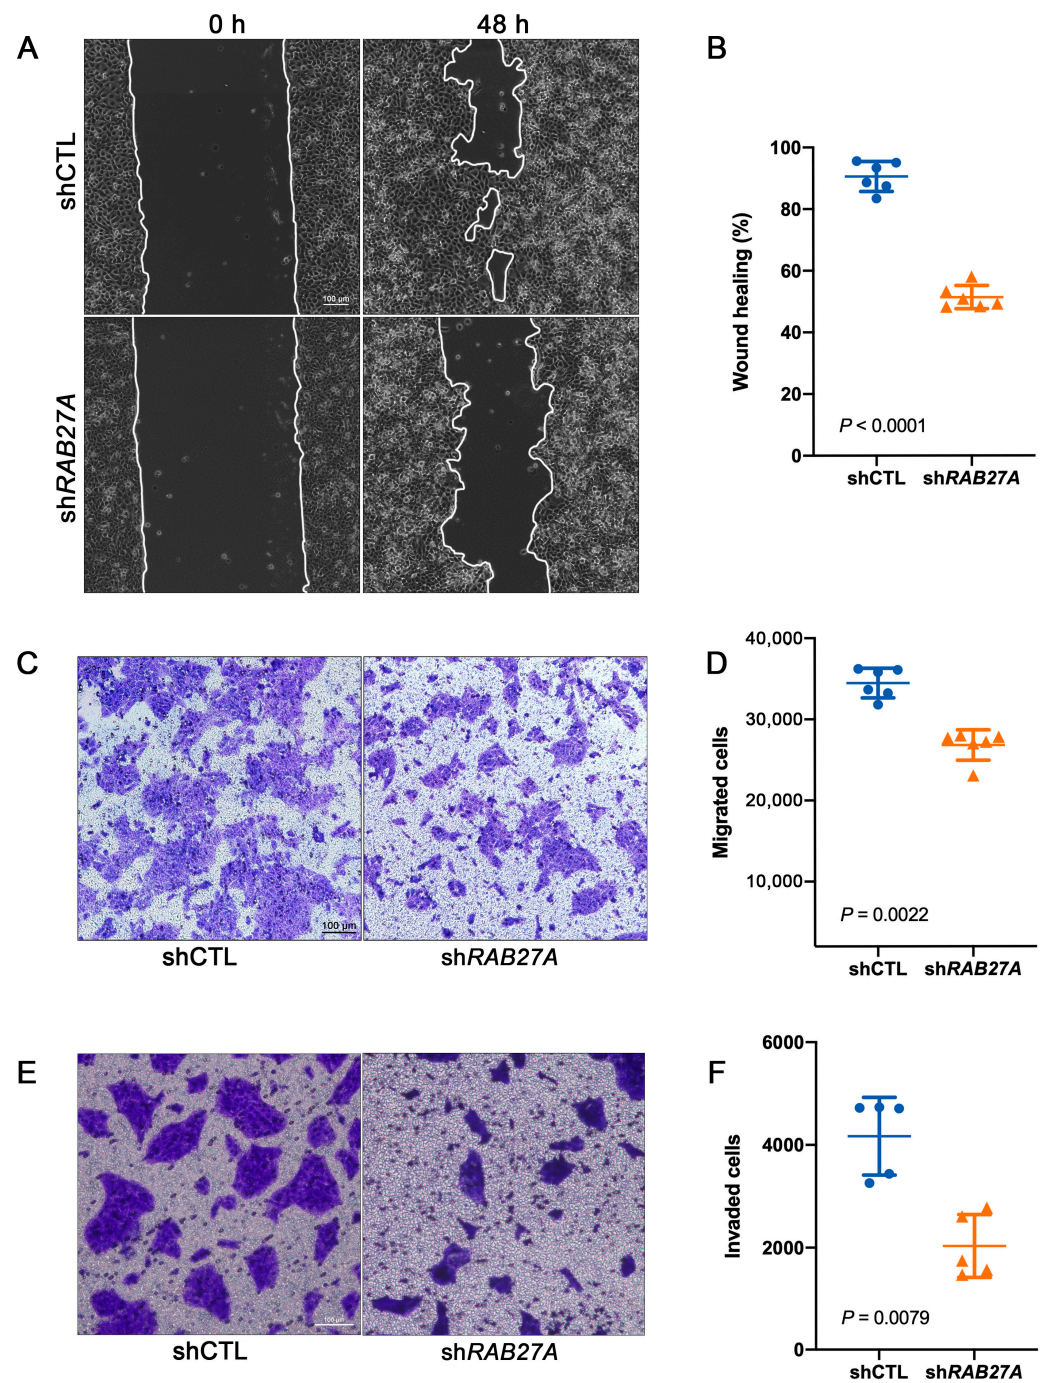 A
0 h
48 h
shCTL
100 µm
shRAB27A
B
Wound healing (%)
100
80
60
40
20
0
P < 0.0001
shCTL
shRAB27A
C
100 µm
shCTL
shRAB27A
D
Migrated cells
40,000
30,000
20,000
10,000
P = 0.0022
shCTL
shRAB27A
E
100 µm
shCTL
shRAB27A
F
Invaded cells
6000
4000
2000
0
P = 0.0079
shCTL
shRAB27A